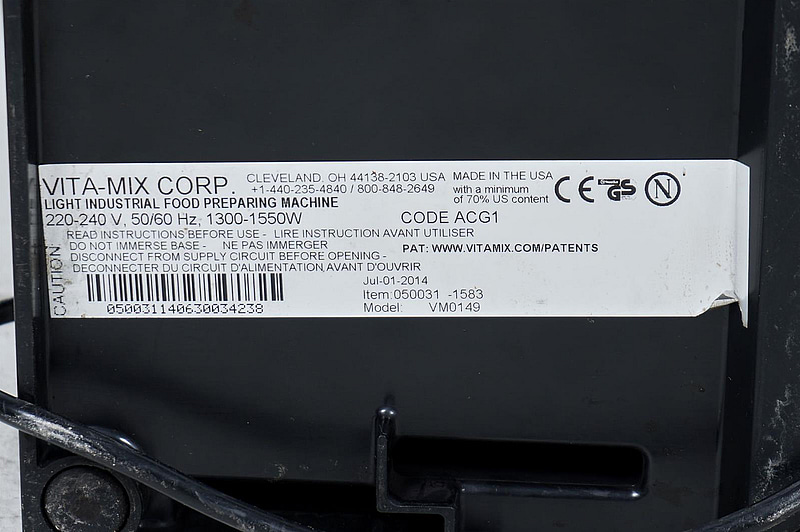 VITA-MIX CORP. CLEVELAND, OH 44138-2103 USA
+1-440-235-4840 / 800-848-2649
MADE IN THE USA
with a minimum
of 70% US content
CE GS N
LIGHT INDUSTRIAL FOOD PREPARING MACHINE
220-240 V, 50/60 Hz, 1300-1550W CODE ACG1
CAUTION
READ INSTRUCTIONS BEFORE USE - LIRE INSTRUCTION AVANT UTILISER
DO NOT IMMERSE BASE - NE PAS IMMERGER
PAT: WWW.VITAMIX.COM/PATENTS
DISCONNECT FROM SUPPLY CIRCUIT BEFORE OPENING -
DECONNECTER DU CIRCUIT D'ALIMENTATION AVANT D'OUVRIR
Jul-01-2014
Item:050031 -1583
Model: VM0149
050031140630034238